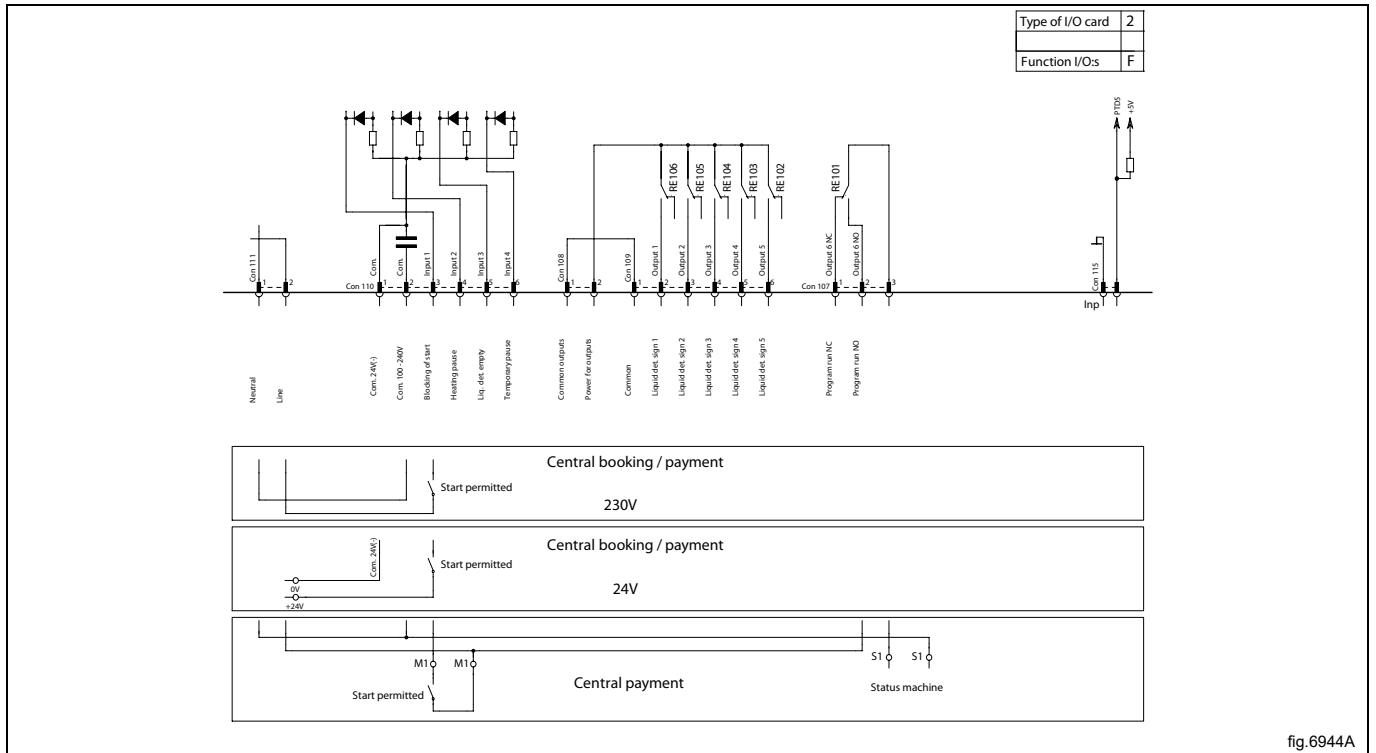 Type of I/O card 2
Function I/O:s F
PTD5
+5V
RE106
RE105
RE104
RE103
RE102
RE101
Con 111
1
2
Con 110
Com.
1
Com.
2
Input 1
3
Input 2
4
Input 3
5
Input 4
6
Con 108
1
2
Con 109
1
Output 1
2
Output 2
3
Output 3
4
Output 4
5
Output 5
6
Con 107
Output 6 NC
1
Output 6 NO
2
3
Con 115
Inp
Neutral
Line
Com. 24V(-)
Com. 100-240V
Blocking of start
Heating pause
Liq. det. empty
Temporary pause
Common outputs
Power for outputs
Common
Liquid det. sign 1
Liquid det. sign 2
Liquid det. sign 3
Liquid det. sign 4
Liquid det. sign 5
Program run NC
Program run NO
Central booking / payment
Start permitted
230V
Central booking / payment
Com. 24V(-)
Start permitted
0V
24V
+24V
M1
M1
S1
S1
Start permitted
Central payment
Status machine
fig.6944A